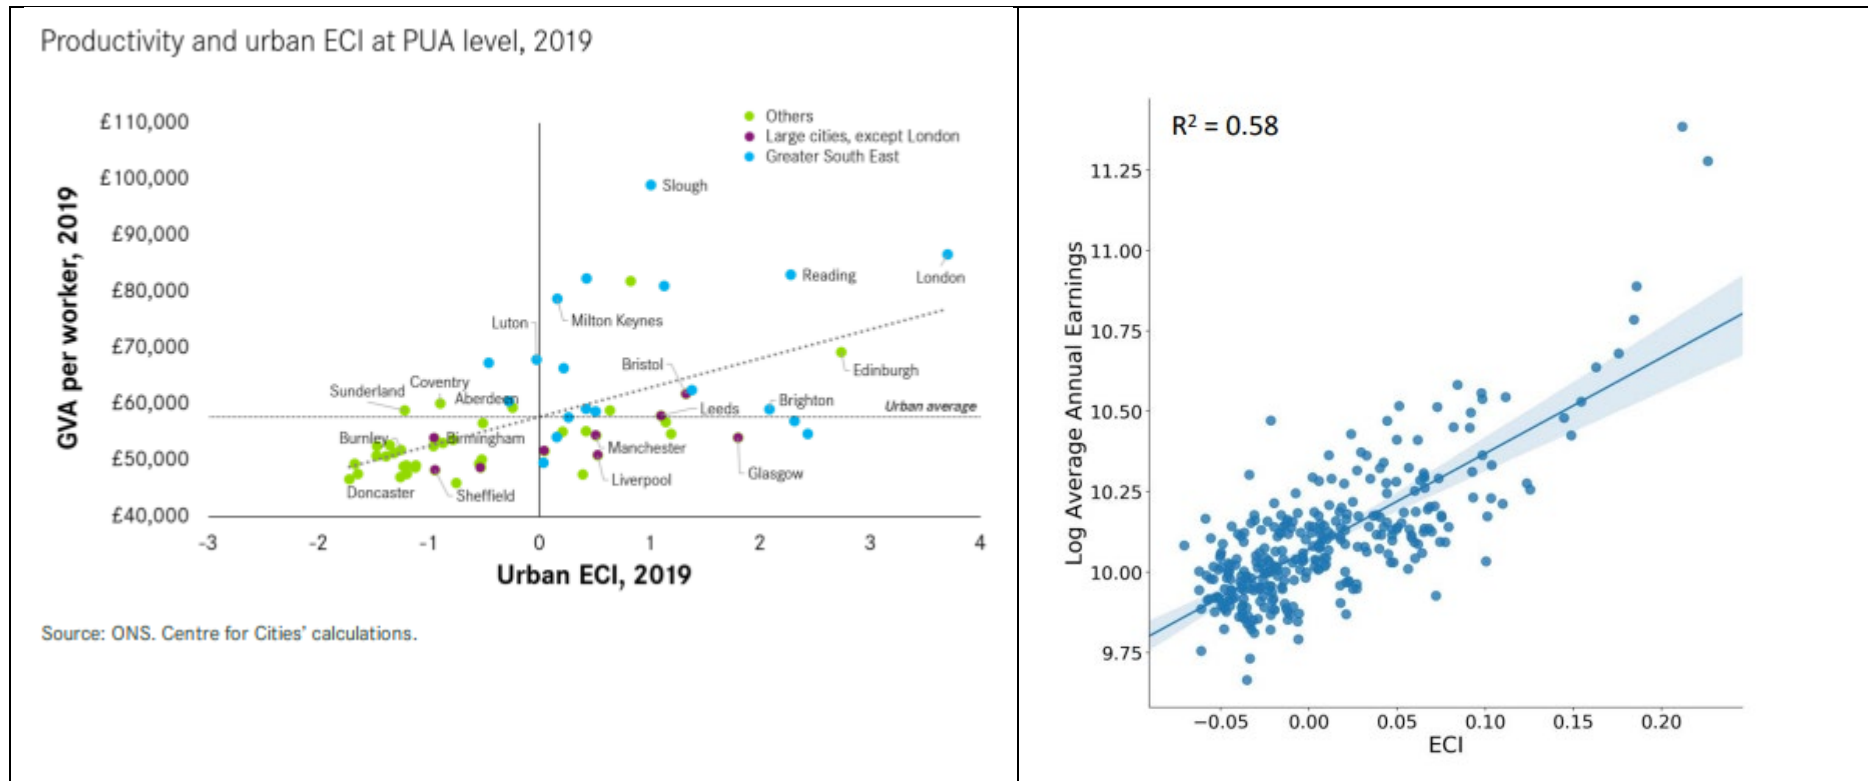 Productivity and urban ECI at PUA level, 2019
£110,000
£100,000
£90,000
£80,000
£70,000
£60,000
£50,000
£40,000
GVA per worker, 2019
Others
Large cities, except London
Greater South East
Slough
Reading
London
Milton Keynes
Luton
Bristol
Edinburgh
Coventry
Sunderland
Aberdeen
Brighton
Leeds
Urban average
Burnley
Birmingham
Manchester
Liverpool
Glasgow
Doncaster
Sheffield
-3 -2 -1 0 1 2 3 4
Urban ECI, 2019
Source: ONS. Centre for Cities' calculations.
R² = 0.58
11.25
11.00
10.75
10.50
10.25
10.00
9.75
Log Average Annual Earnings
−0.05 0.00 0.05 0.10 0.15 0.20
ECI